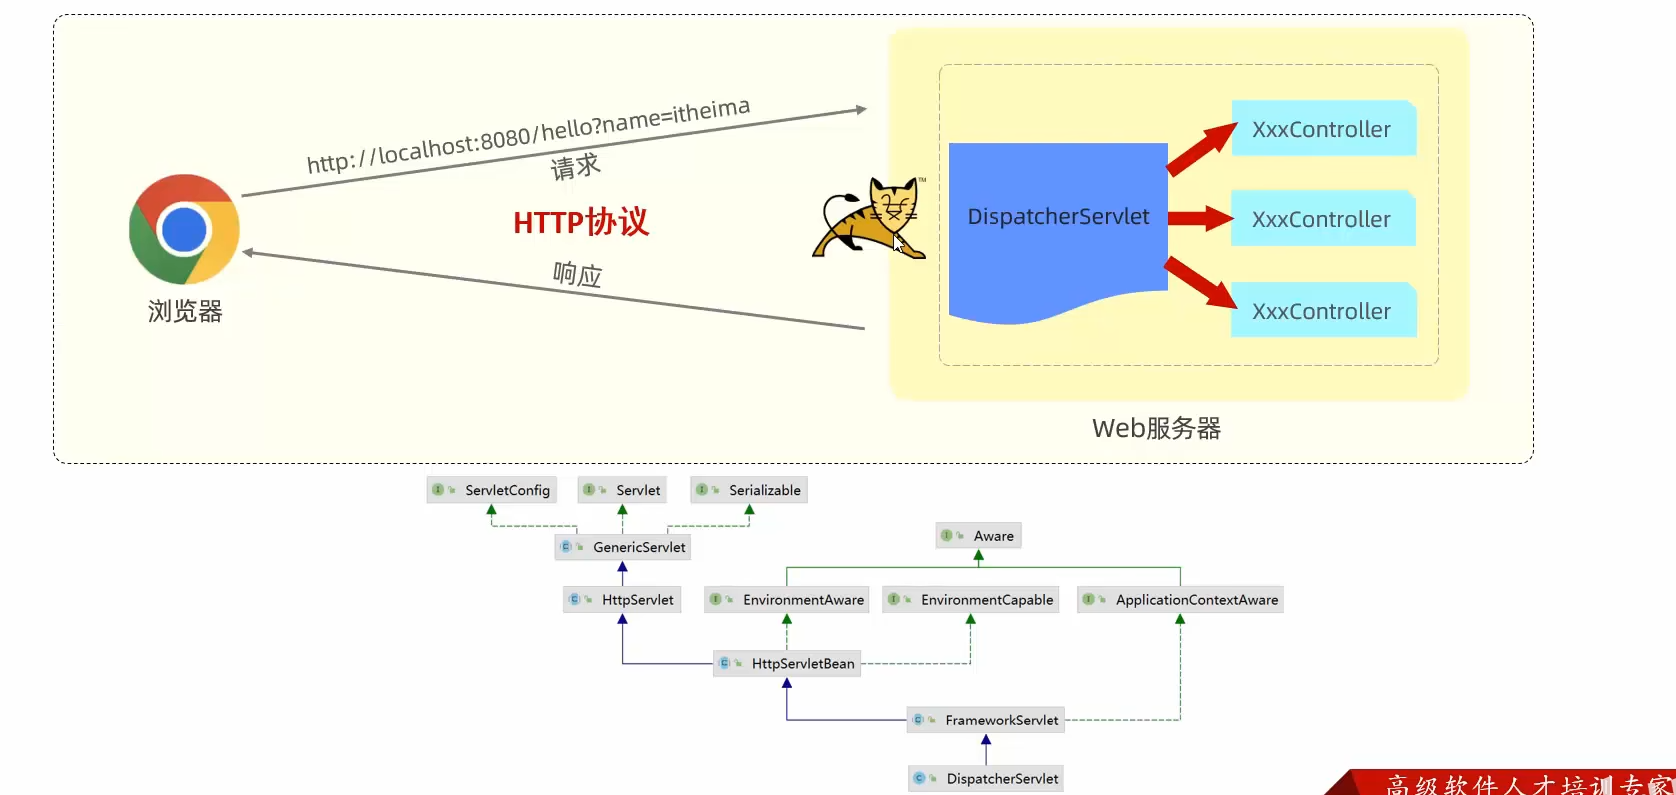 http://localhost:8080/hello?name=itheima
请求
HTTP协议
响应
浏览器
TM
DispatcherServlet
XxxController
XxxController
XxxController
Web服务器
ServletConfig
Servlet
Serializable
Aware
GenericServlet
HttpServlet
EnvironmentAware
EnvironmentCapable
ApplicationContextAware
HttpServletBean
FrameworkServlet
DispatcherServlet
高级软件人才培训专家